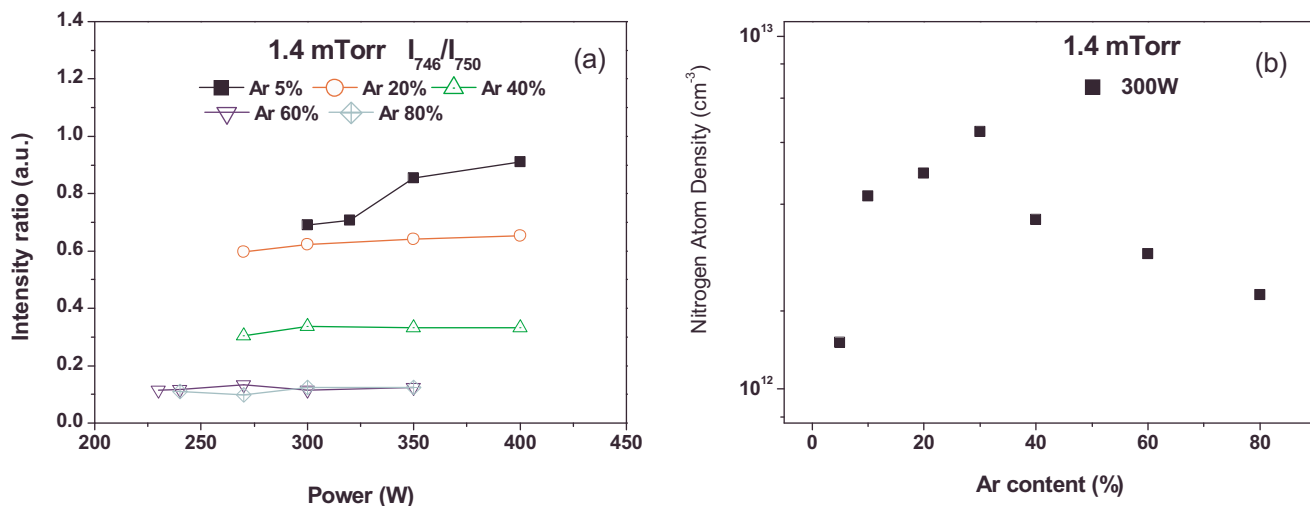 1.4 mTorr I746/I750
(a)
Ar 5% Ar 20% Ar 40%
Ar 60% Ar 80%
Intensity ratio (a.u.)
1.4
1.2
1.0
0.8
0.6
0.4
0.2
0.0
200 250 300 350 400 450
Power (W)
1.4 mTorr
(b)
300W
Nitrogen Atom Density (cm-3)
10^13
10^12
0 20 40 60 80
Ar content (%)